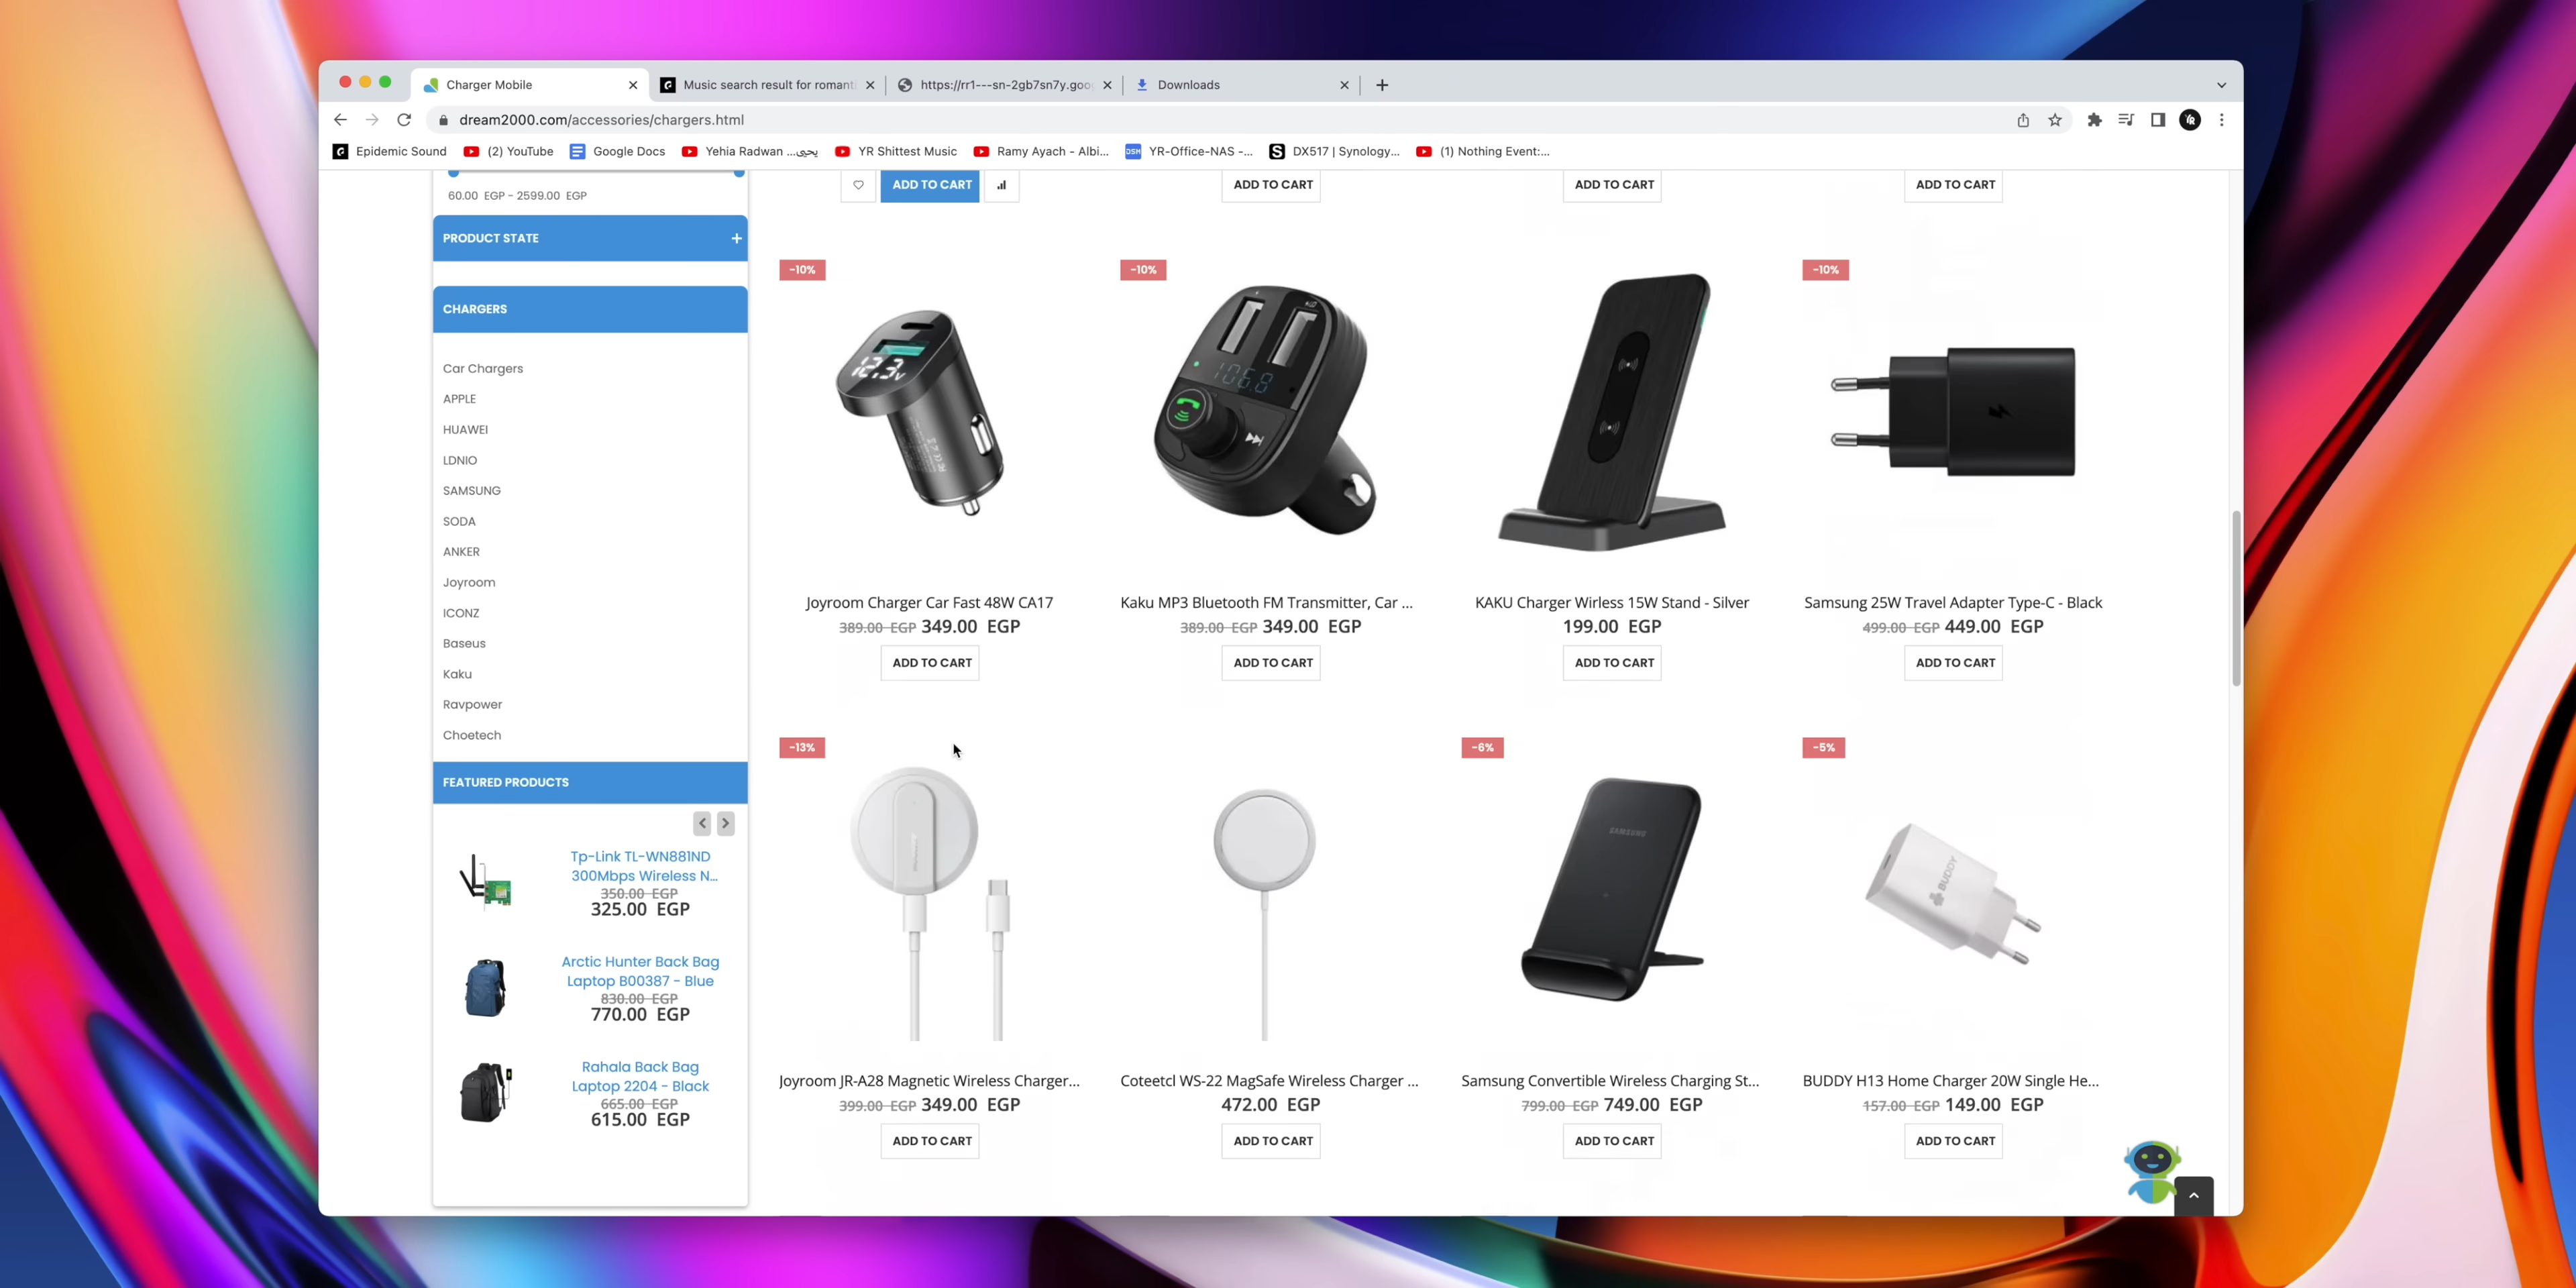 Charger Mobile
Music search result for romant
https://rr1---sn-2gb7sn7y.goo
Downloads
dream2000.com/accessories/chargers.html
Epidemic Sound
(2) YouTube
Google Docs
Yehia Radwan ...يحيى
YR Shittest Music
Ramy Ayach - Albi...
YR-Office-NAS -...
DX517 | Synology...
(1) Nothing Event:...
60.00 EGP - 2599.00 EGP
ADD TO CART
ADD TO CART
ADD TO CART
ADD TO CART
PRODUCT STATE +
CHARGERS
Car Chargers
APPLE
HUAWEI
LDNIO
SAMSUNG
SODA
ANKER
Joyroom
ICONZ
Baseus
Kaku
Ravpower
Choetech
FEATURED PRODUCTS
Tp-Link TL-WN881ND
300Mbps Wireless N...
350.00 EGP
325.00 EGP
Arctic Hunter Back Bag
Laptop B00387 - Blue
830.00 EGP
770.00 EGP
Rahala Back Bag
Laptop 2204 - Black
665.00 EGP
615.00 EGP
-10%
12.3V
Joyroom Charger Car Fast 48W CA17
389.00 EGP 349.00 EGP
ADD TO CART
-10%
106.8
Kaku MP3 Bluetooth FM Transmitter, Car ...
389.00 EGP 349.00 EGP
ADD TO CART
KAKU Charger Wirless 15W Stand - Silver
199.00 EGP
ADD TO CART
-10%
Samsung 25W Travel Adapter Type-C - Black
499.00 EGP 449.00 EGP
ADD TO CART
-13%
Joyroom JR-A28 Magnetic Wireless Charger...
399.00 EGP 349.00 EGP
ADD TO CART
Coteetcl WS-22 MagSafe Wireless Charger ...
472.00 EGP
ADD TO CART
-6%
SAMSUNG
Samsung Convertible Wireless Charging St...
799.00 EGP 749.00 EGP
ADD TO CART
-5%
BUDDY
BUDDY H13 Home Charger 20W Single He...
157.00 EGP 149.00 EGP
ADD TO CART